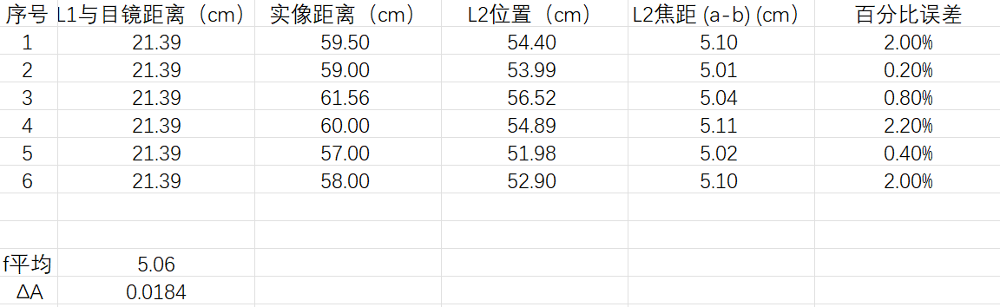 序号 L1与目镜距离（cm） 实像距离（cm） L2位置（cm） L2焦距 (a-b) (cm） 百分比误差
1 21.39 59.50 54.40 5.10 2.00%
2 21.39 59.00 53.99 5.01 0.20%
3 21.39 61.56 56.52 5.04 0.80%
4 21.39 60.00 54.89 5.11 2.20%
5 21.39 57.00 51.98 5.02 0.40%
6 21.39 58.00 52.90 5.10 2.00%
f平均 5.06
ΔA 0.0184